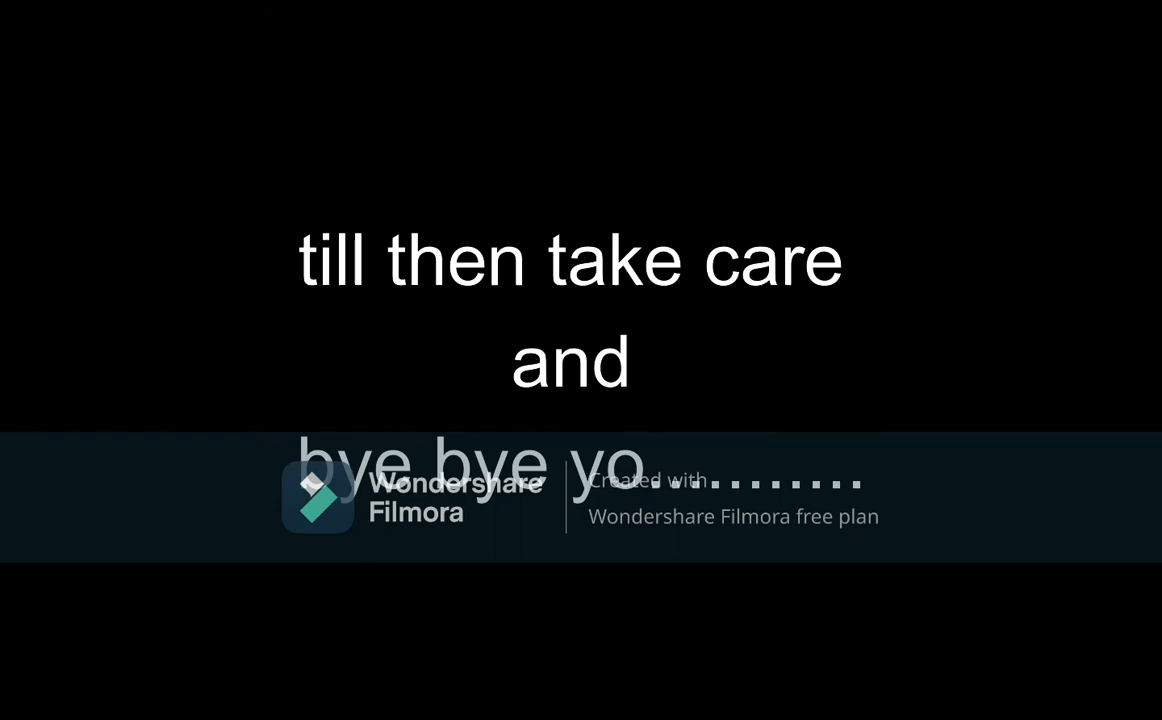 till then take care
and
bye bye yo...........
Wondershare
Filmora
Created with
Wondershare Filmora free plan